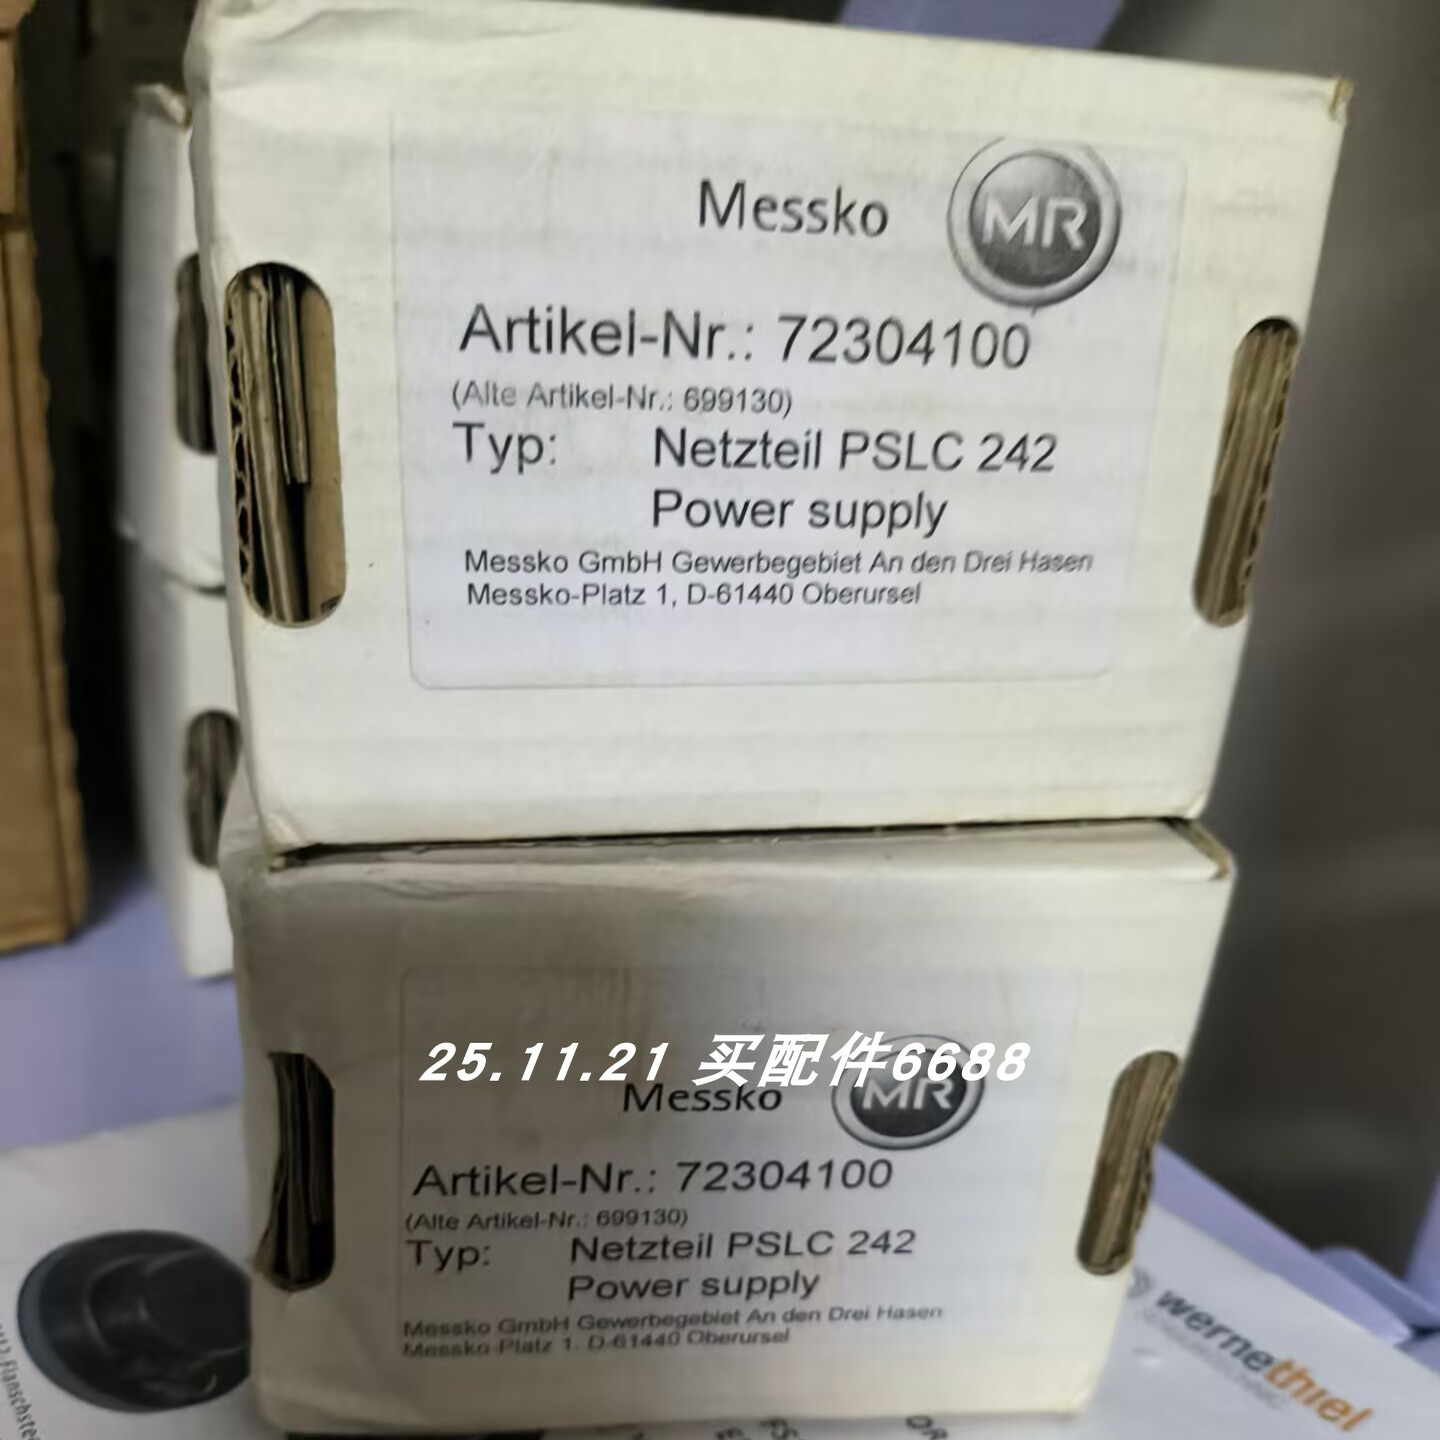 Messko MR
Artikel-Nr.: 72304100
(Alte Artikel-Nr.: 699130)
Typ: Netzteil PSLC 242
Power supply
Messko GmbH Gewerbegebiet An den Drei Hasen
Messko-Platz 1, D-61440 Oberursel
25.11.21 买配件6688
Messko MR
Artikel-Nr.: 72304100
(Alte Artikel-Nr.: 699130)
Typ: Netzteil PSLC 242
Power supply
Messko GmbH Gewerbegebiet An den Drei Hasen
Messko-Platz 1, D-61440 Oberursel
wernethiel